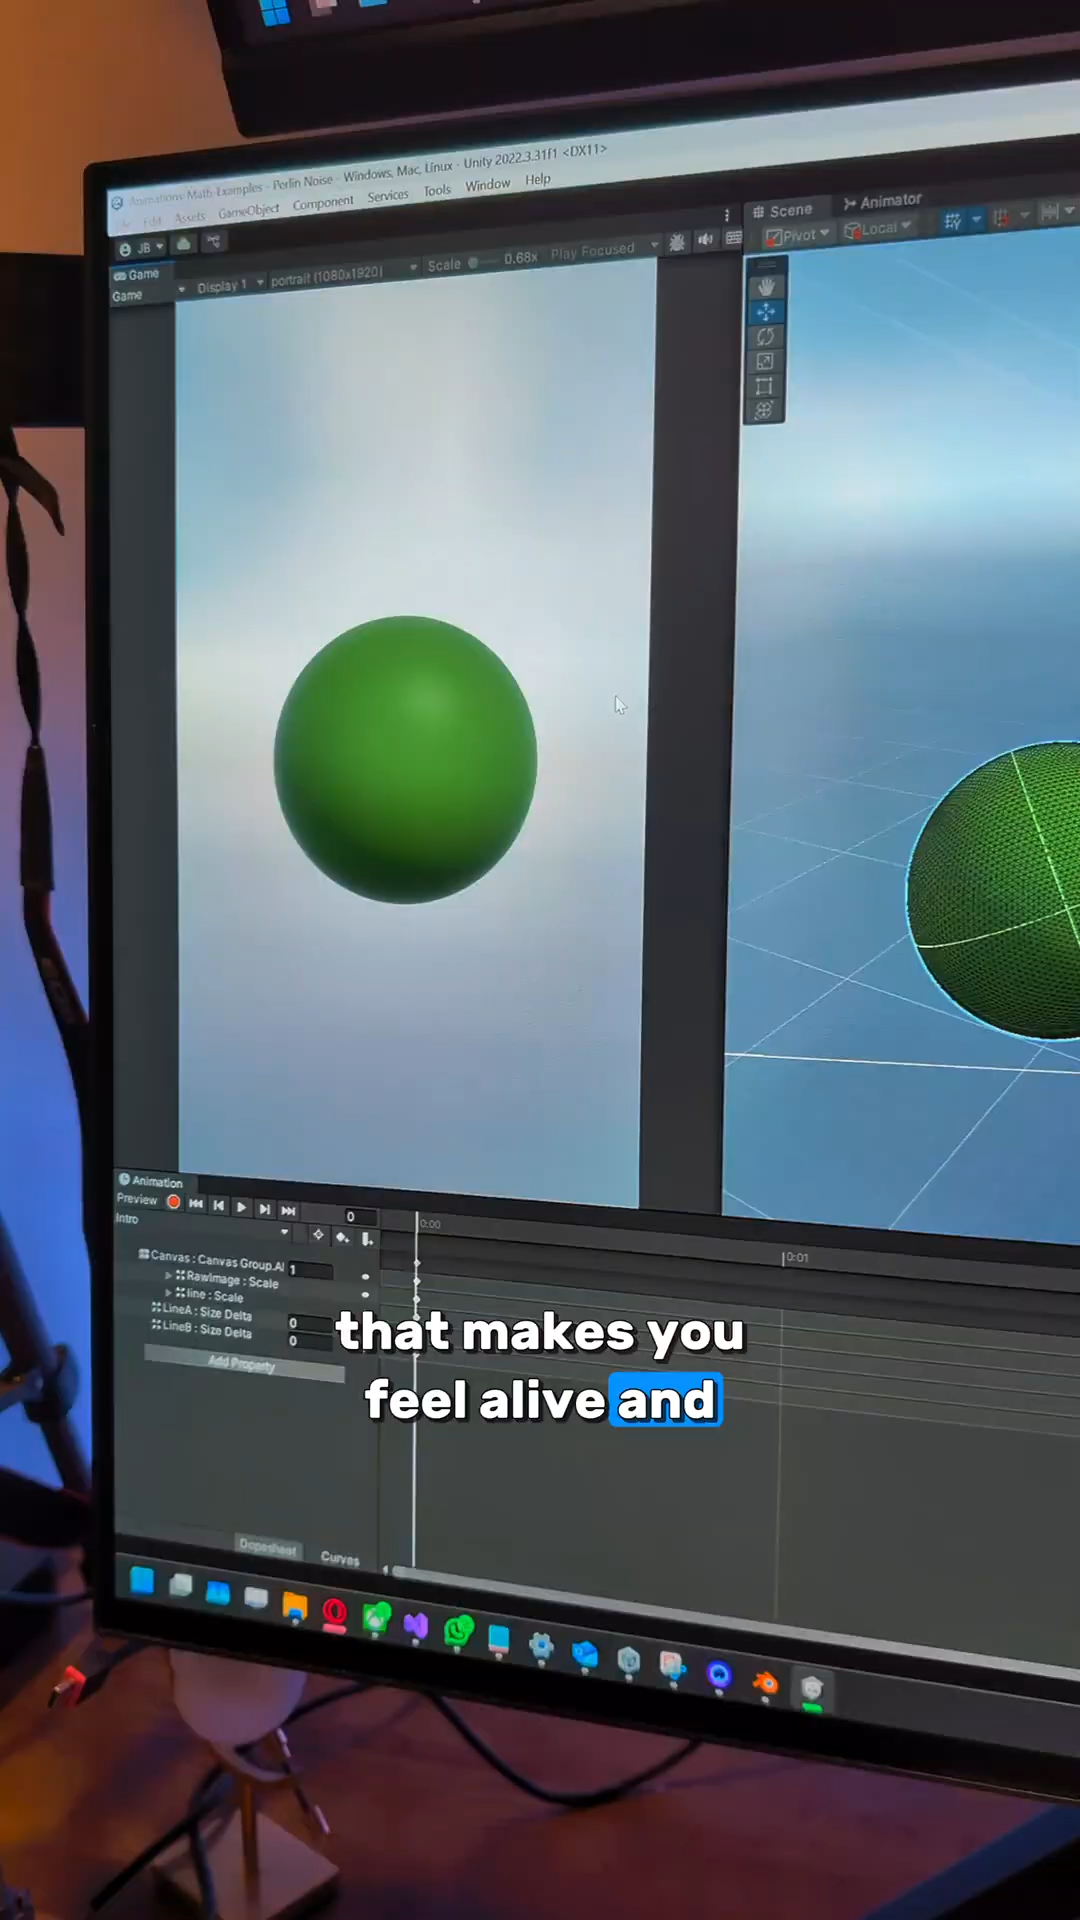 Animations-Math-Examples - Perlin Noise - Windows, Mac, Linux - Unity 2022.3.31f1 <DX11>
Edit Assets GameObject Component Services Tools Window Help
JB
Game
Game Display 1 portrait (1080x1920) Scale 0.68x Play Focused
Scene Animator
Pivot Local
Animation
Preview 0 0:00 0:01
Intro
Canvas : Canvas Group.Al 1
RawImage : Scale
line : Scale
LineA : Size Delta 0
LineB : Size Delta 0
Add Property
that makes you
feel alive and
Dopesheet Curves